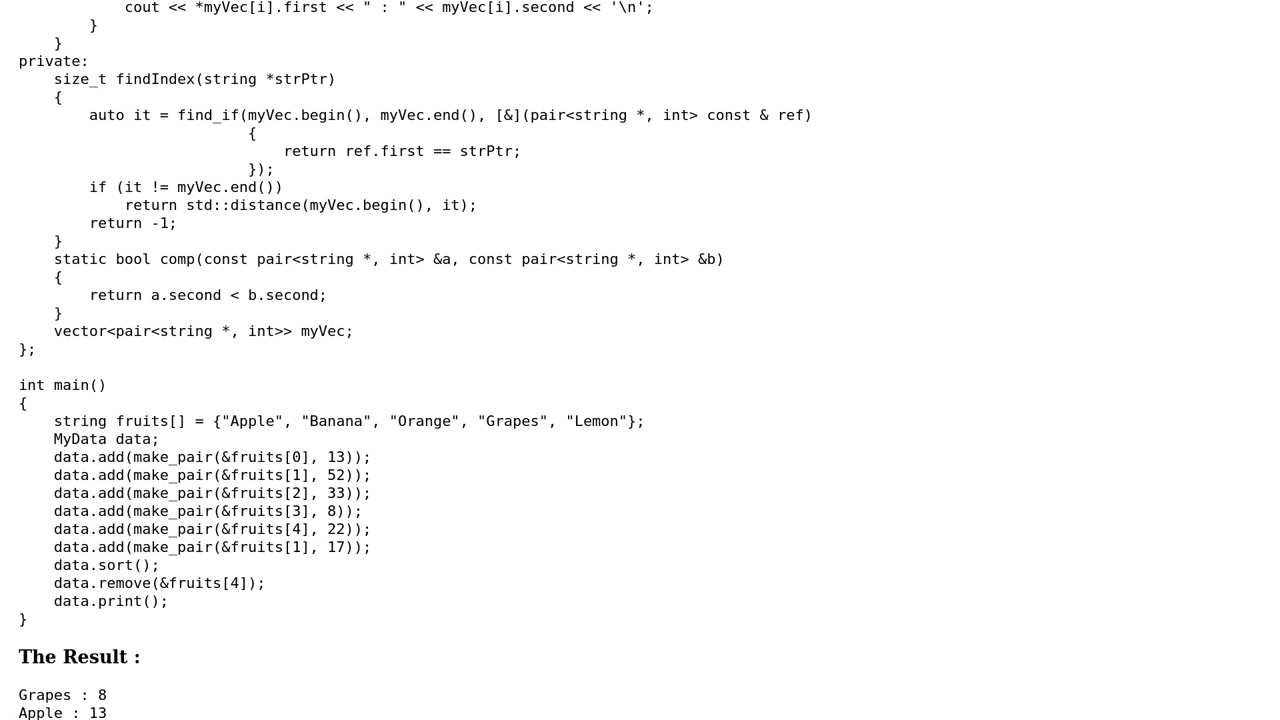 cout << *myVec[i].first << " : " << myVec[i].second << '\n';
}
}
private:
size_t findIndex(string *strPtr)
{
auto it = find_if(myVec.begin(), myVec.end(), [&](pair<string *, int> const & ref)
{
return ref.first == strPtr;
});
if (it != myVec.end())
return std::distance(myVec.begin(), it);
return -1;
}
static bool comp(const pair<string *, int> &a, const pair<string *, int> &b)
{
return a.second < b.second;
}
vector<pair<string *, int>> myVec;
};
int main()
{
string fruits[] = {"Apple", "Banana", "Orange", "Grapes", "Lemon"};
MyData data;
data.add(make_pair(&fruits[0], 13));
data.add(make_pair(&fruits[1], 52));
data.add(make_pair(&fruits[2], 33));
data.add(make_pair(&fruits[3], 8));
data.add(make_pair(&fruits[4], 22));
data.add(make_pair(&fruits[1], 17));
data.sort();
data.remove(&fruits[4]);
data.print();
}
The Result :
Grapes : 8
Apple : 13